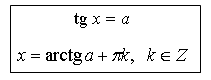 tg x = a
x = arctg a + πk, k ∈ Z